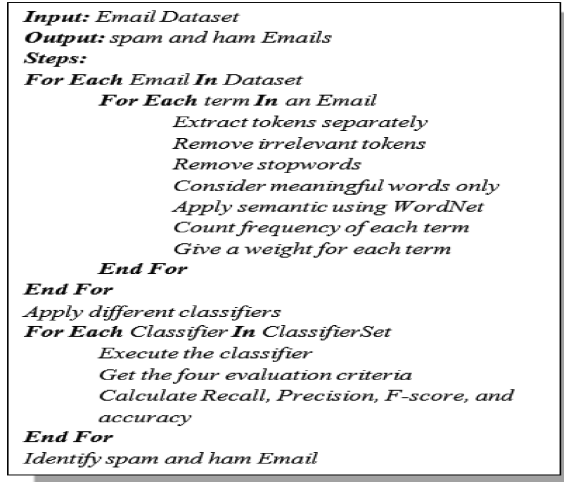 Input: Email Dataset
Output: spam and ham Emails
Steps:
For Each Email In Dataset
For Each term In an Email
Extract tokens separately
Remove irrelevant tokens
Remove stopwords
Consider meaningful words only
Apply semantic using WordNet
Count frequency of each term
Give a weight for each term
End For
End For
Apply different classifiers
For Each Classifier In ClassifierSet
Execute the classifier
Get the four evaluation criteria
Calculate Recall, Precision, F-score, and
accuracy
End For
Identify spam and ham Email